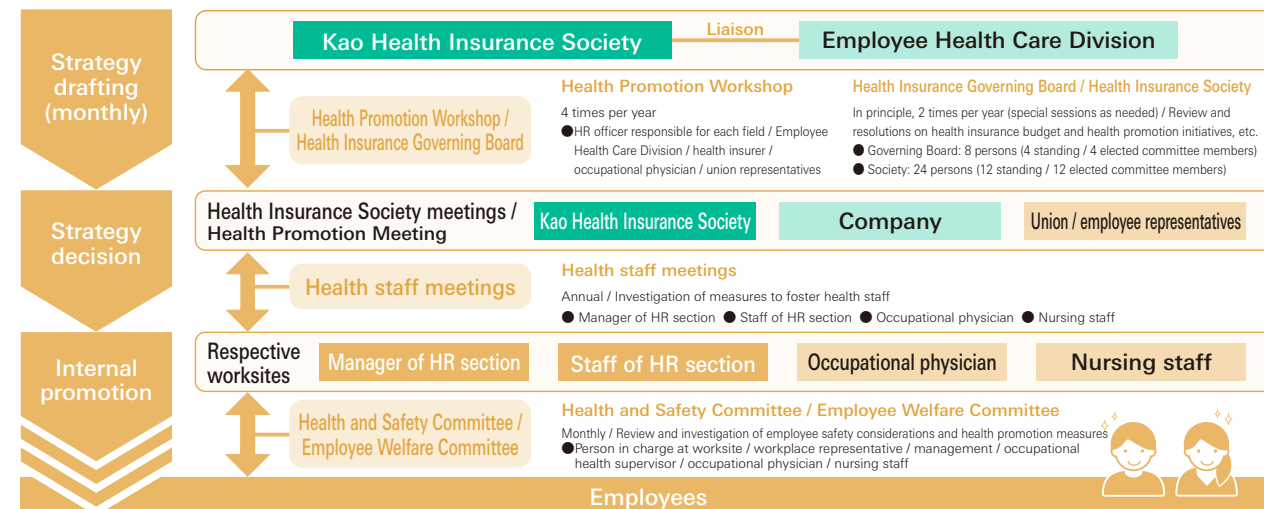 Strategy
drafting
(monthly)
Kao Health Insurance Society
Liaison
Employee Health Care Division
Health Promotion Workshop /
Health Insurance Governing Board
Health Promotion Workshop
4 times per year
●HR officer responsible for each field / Employee
Health Care Division / health insurer /
occupational physician / union representatives
Health Insurance Governing Board / Health Insurance Society
In principle, 2 times per year (special sessions as needed) / Review and
resolutions on health insurance budget and health promotion initiatives, etc.
● Governing Board: 8 persons (4 standing / 4 elected committee members)
● Society: 24 persons (12 standing / 12 elected committee members)
Strategy
decision
Health Insurance Society meetings /
Health Promotion Meeting
Kao Health Insurance Society
Company
Union / employee representatives
Health staff meetings
Health staff meetings
Annual / Investigation of measures to foster health staff
● Manager of HR section ● Staff of HR section ● Occupational physician ● Nursing staff
Internal
promotion
Respective
worksites
Manager of HR section
Staff of HR section
Occupational physician
Nursing staff
Health and Safety Committee /
Employee Welfare Committee
Health and Safety Committee / Employee Welfare Committee
Monthly / Review and investigation of employee safety considerations and health promotion measures
●Person in charge at worksite / workplace representative / management / occupational
health supervisor / occupational physician / nursing staff
Employees